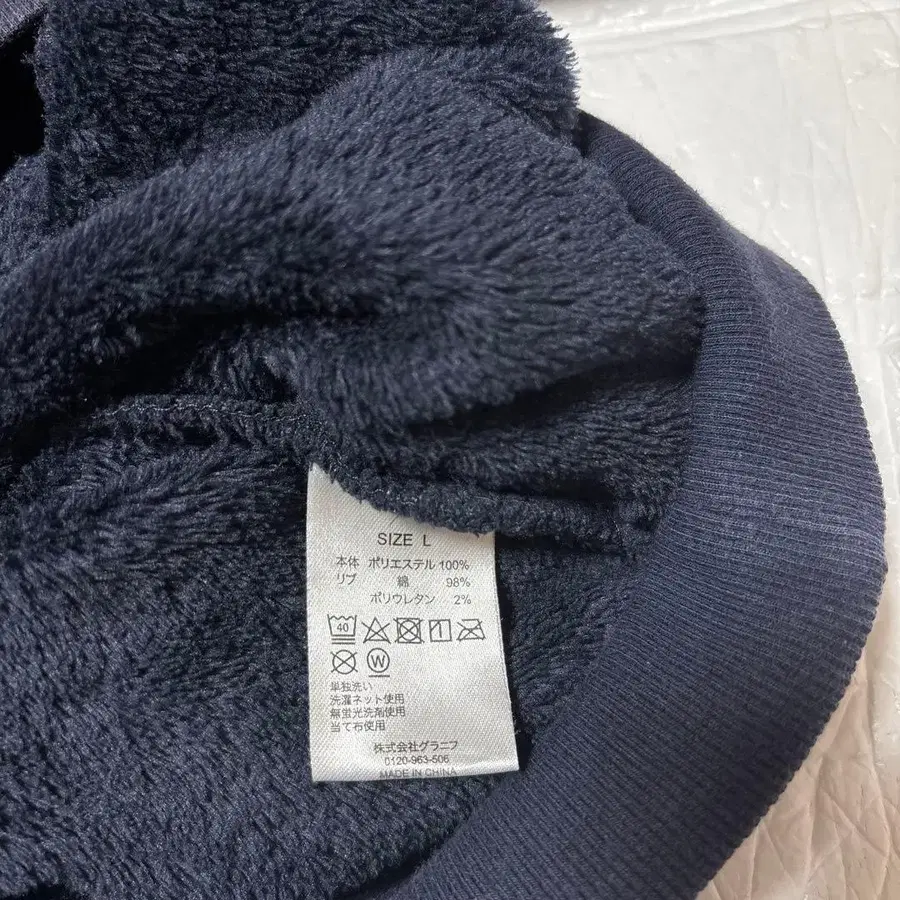 SIZE L
本体 ポリエステル 100%
リブ 綿 98%
ポリウレタン 2%
40
W
単独洗い
洗濯ネット使用
無蛍光洗剤使用
当て布使用
株式会社グラニフ
0120-963-506
MADE IN CHINA